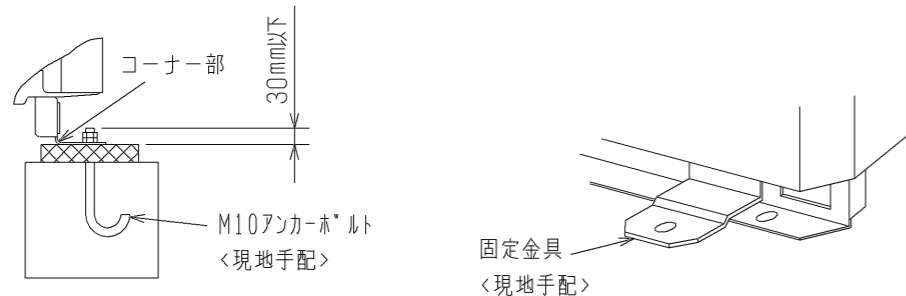 コーナー部
30mm以下
M10アンカーボルト
<現地手配>
固定金具
<現地手配>